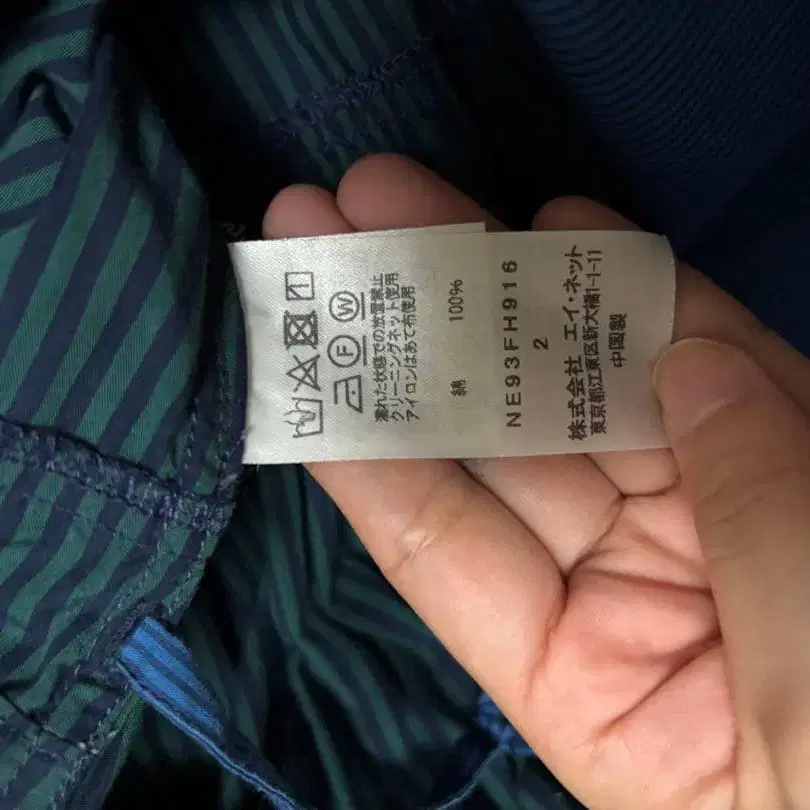 濡れた状態での放置禁止
クリーニングネット使用
アイロンはあて布使用
綿 100%
NE93FH916
2
株式会社 エイ・ネット
東京都江東区新大橋1-1-11
中国製
F
W